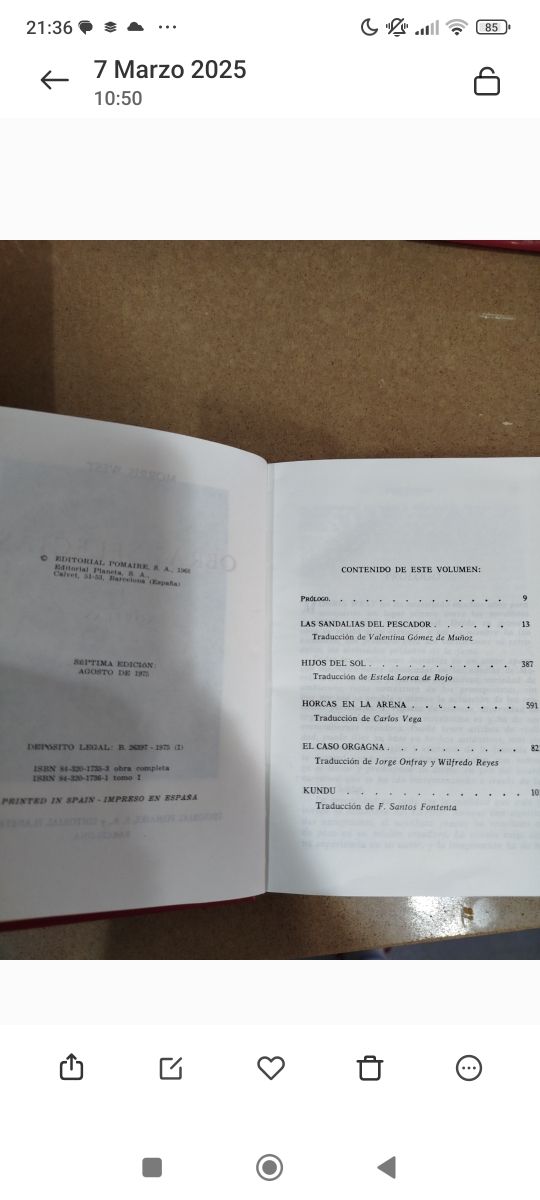 21:36
85
7 Marzo 2025
10:50
MORRIS WEST
© EDITORIAL POMAIRE, S. A., 1968
Editorial Planeta, S. A.,
Calvet, 51-53, Barcelona (España)
SÉPTIMA EDICIÓN:
AGOSTO DE 1975
DEPÓSITO LEGAL: B. 26397 - 1975 (I)
ISBN 84-320-1735-3 obra completa
ISBN 84-320-1736-1 tomo I
PRINTED IN SPAIN - IMPRESO EN ESPAÑA
CONTENIDO DE ESTE VOLUMEN:
PRÓLOGO. . . . . . . . . . . . . . . 9
LAS SANDALIAS DEL PESCADOR . . . . . . 13
Traducción de Valentina Gómez de Muñoz
HIJOS DEL SOL . . . . . . . . . . . . 387
Traducción de Estela Lorca de Rojo
HORCAS EN LA ARENA . . . . . . . . . 591
Traducción de Carlos Vega
EL CASO ORGAGNA . . . . . . . . . . . 82
Traducción de Jorge Onfray y Wilfredo Reyes
KUNDU . . . . . . . . . . . . . . 10
Traducción de F. Santos Fontenta